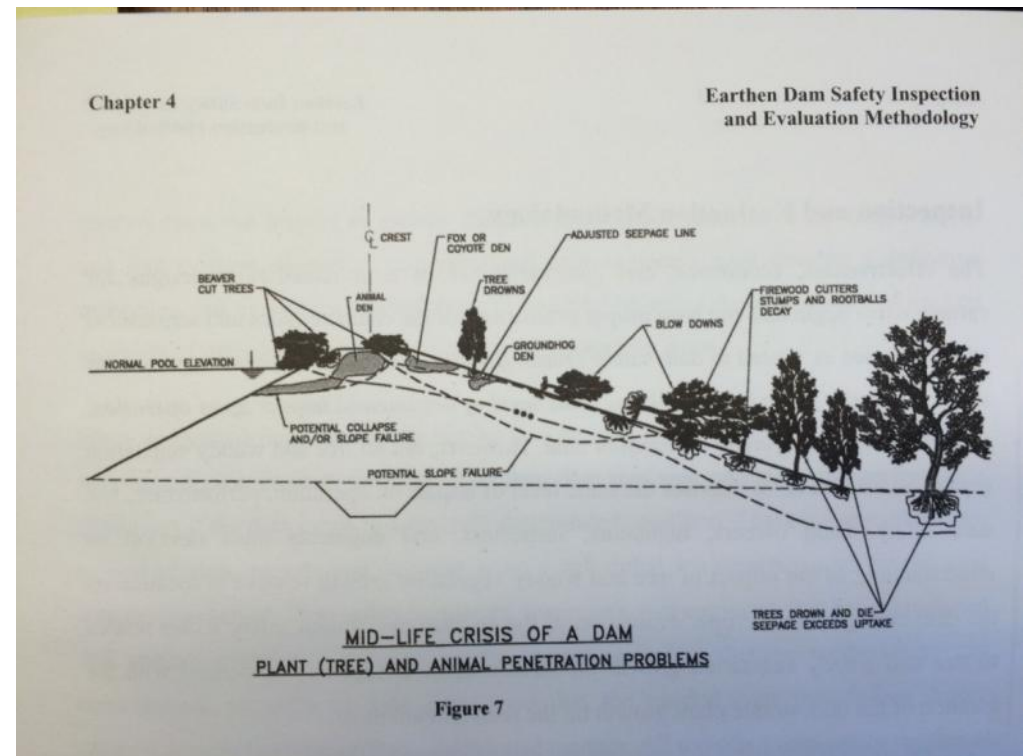 Chapter 4
Earthen Dam Safety Inspection
and Evaluation Methodology
℄ CREST
FOX OR
COYOTE DEN
ADJUSTED SEEPAGE LINE
BEAVER
CUT TREES
ANIMAL
DEN
TREE
DROWNS
FIREWOOD CUTTERS
STUMPS AND ROOTBALLS
DECAY
BLOW DOWNS
GROUNDHOG
DEN
NORMAL POOL ELEVATION
POTENTIAL COLLAPSE
AND/OR SLOPE FAILURE
POTENTIAL SLOPE FAILURE
TREES DROWN AND DIE
SEEPAGE EXCEEDS UPTAKE
MID-LIFE CRISIS OF A DAM
PLANT (TREE) AND ANIMAL PENETRATION PROBLEMS
Figure 7